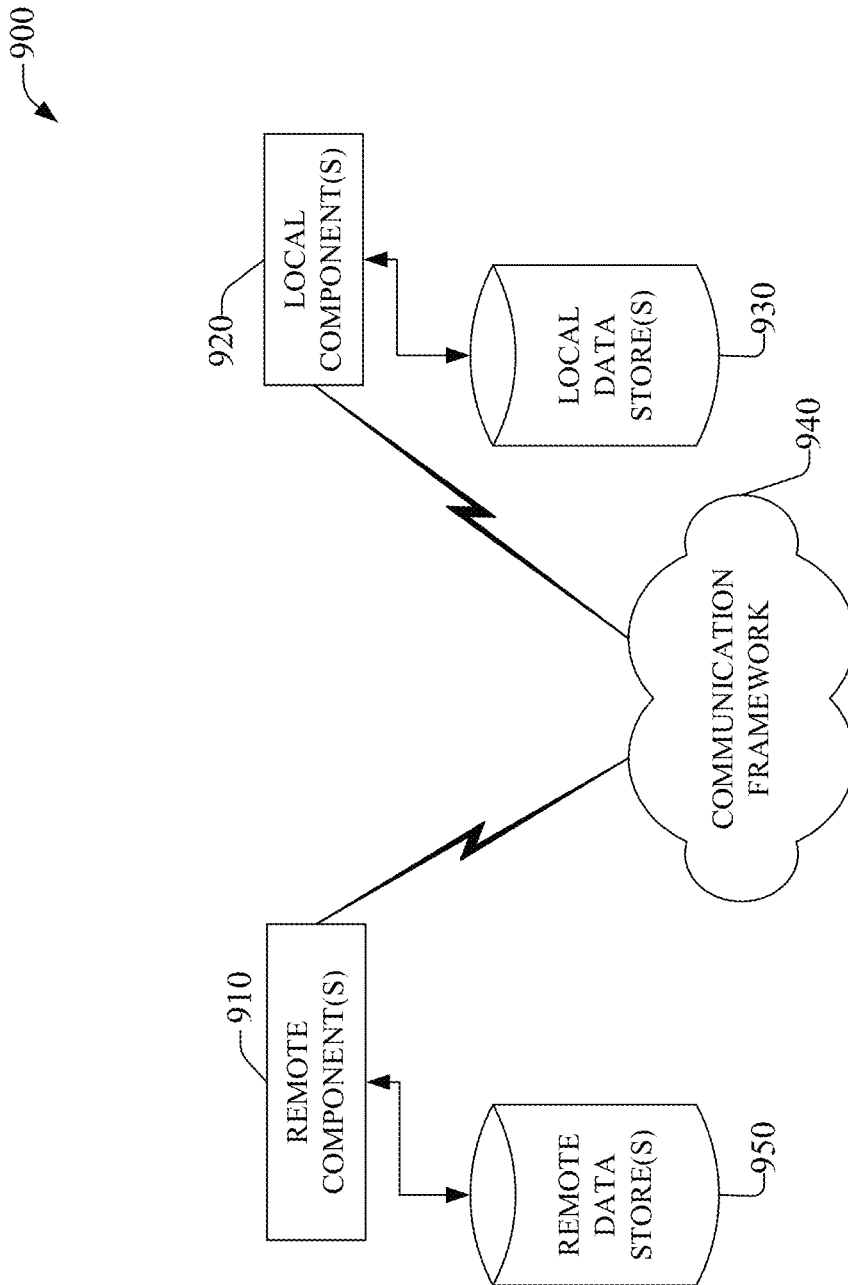 900
910
REMOTE
COMPONENT(S)
920
LOCAL
COMPONENT(S)
REMOTE
DATA
STORE(S)
950
LOCAL
DATA
STORE(S)
930
COMMUNICATION
FRAMEWORK
940